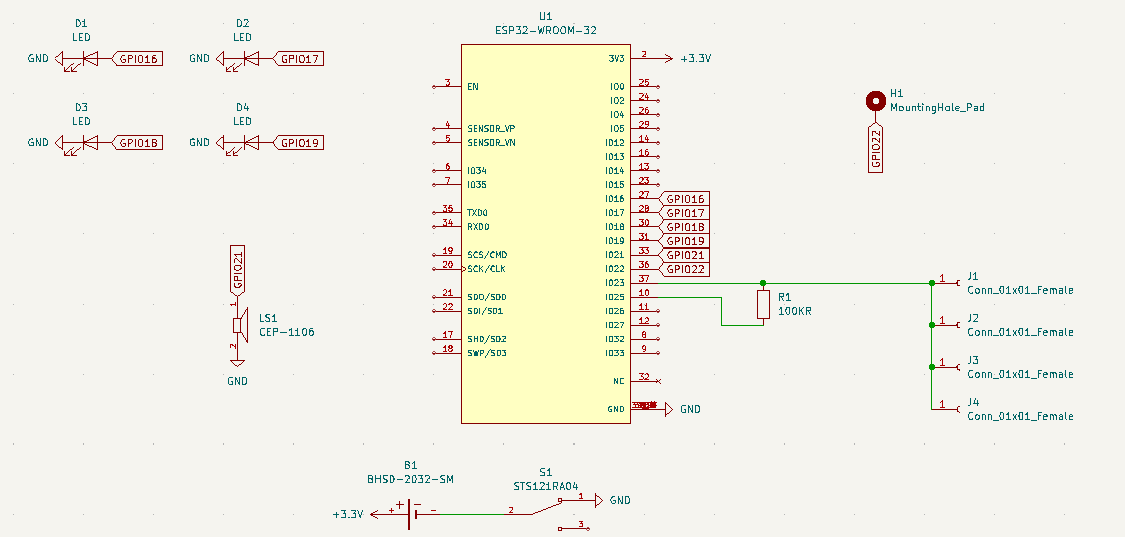 D1
LED
GND
GPIO16
D2
LED
GND
GPIO17
D3
LED
GND
GPIO18
D4
LED
GND
GPIO19
GPIO21
1
LS1
CEP-1106
2
GND
U1
ESP32-WROOM-32
3V3 2 +3.3V
3 EN
4 SENSOR_VP
5 SENSOR_VN
6 IO34
7 IO35
35 TXD0
34 RXD0
19 SCS/CMD
20 SCK/CLK
21 SDO/SD0
22 SDI/SD1
17 SHD/SD2
18 SWP/SD3
IO0 25
IO2 24
IO4 26
IO5 29
IO12 14
IO13 16
IO14 13
IO15 23
IO16 27 GPIO16
IO17 28 GPIO17
IO18 30 GPIO18
IO19 31 GPIO19
IO21 33 GPIO21
IO22 36 GPIO22
IO23 37
IO25 10
IO26 11
IO27 12
IO32 8
IO33 9
NC 32
GND GND
R1
100KR
H1
MountingHole_Pad
GPIO22
1 J1
Conn_01x01_Female
1 J2
Conn_01x01_Female
1 J3
Conn_01x01_Female
1 J4
Conn_01x01_Female
B1
BHSD-2032-SM
+3.3V + + − −
S1
STS121RA04
2
1 GND
3